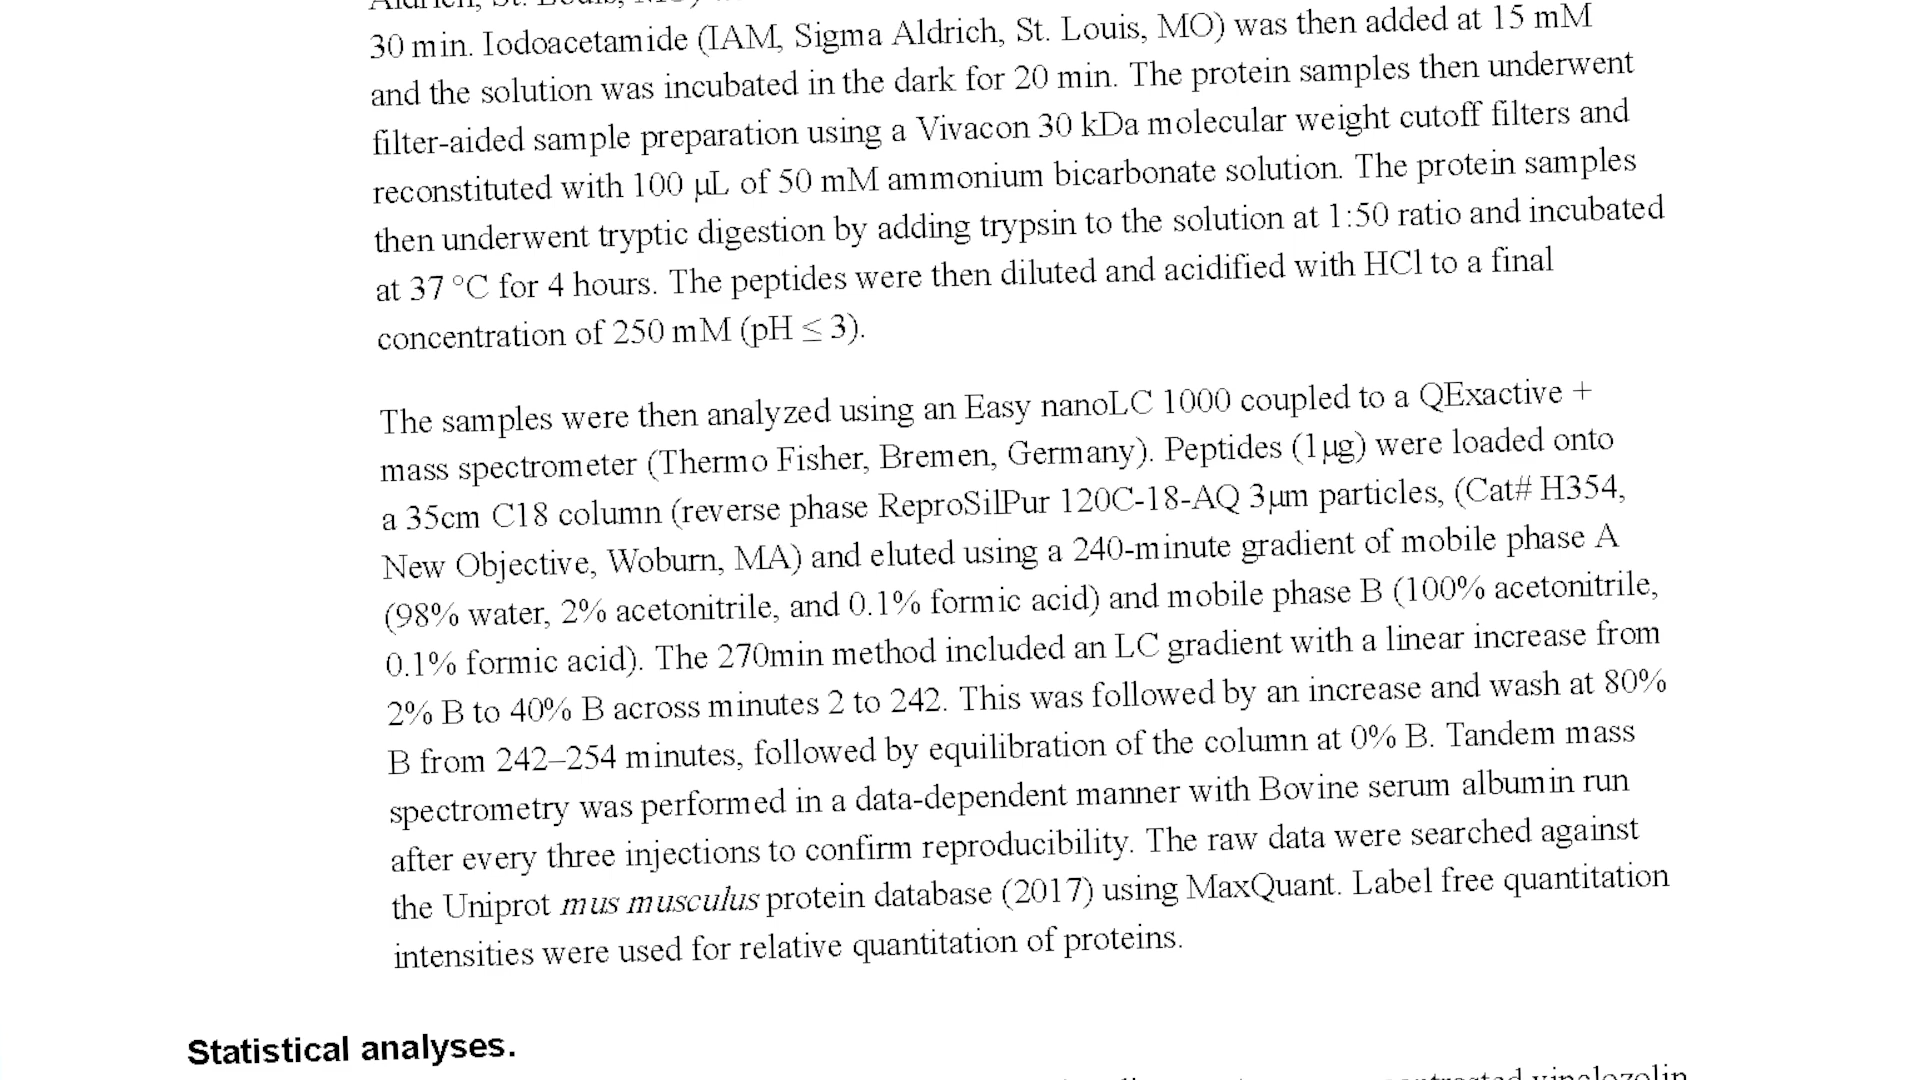 30 min. Iodoacetamide (IAM, Sigma Aldrich, St. Louis, MO) was then added at 15 mM
and the solution was incubated in the dark for 20 min. The protein samples then underwent
filter-aided sample preparation using a Vivacon 30 kDa molecular weight cutoff filters and
reconstituted with 100 μL of 50 mM ammonium bicarbonate solution. The protein samples
then underwent tryptic digestion by adding trypsin to the solution at 1:50 ratio and incubated
at 37 °C for 4 hours. The peptides were then diluted and acidified with HCl to a final
concentration of 250 mM (pH ≤ 3).
The samples were then analyzed using an Easy nanoLC 1000 coupled to a QExactive +
mass spectrometer (Thermo Fisher, Bremen, Germany). Peptides (1μg) were loaded onto
a 35cm C18 column (reverse phase ReproSilPur 120C-18-AQ 3μm particles, (Cat# H354,
New Objective, Woburn, MA) and eluted using a 240-minute gradient of mobile phase A
(98% water, 2% acetonitrile, and 0.1% formic acid) and mobile phase B (100% acetonitrile,
0.1% formic acid). The 270min method included an LC gradient with a linear increase from
2% B to 40% B across minutes 2 to 242. This was followed by an increase and wash at 80%
B from 242–254 minutes, followed by equilibration of the column at 0% B. Tandem mass
spectrometry was performed in a data-dependent manner with Bovine serum albumin run
after every three injections to confirm reproducibility. The raw data were searched against
the Uniprot mus musculus protein database (2017) using MaxQuant. Label free quantitation
intensities were used for relative quantitation of proteins.
Statistical analyses.
vinclozolin